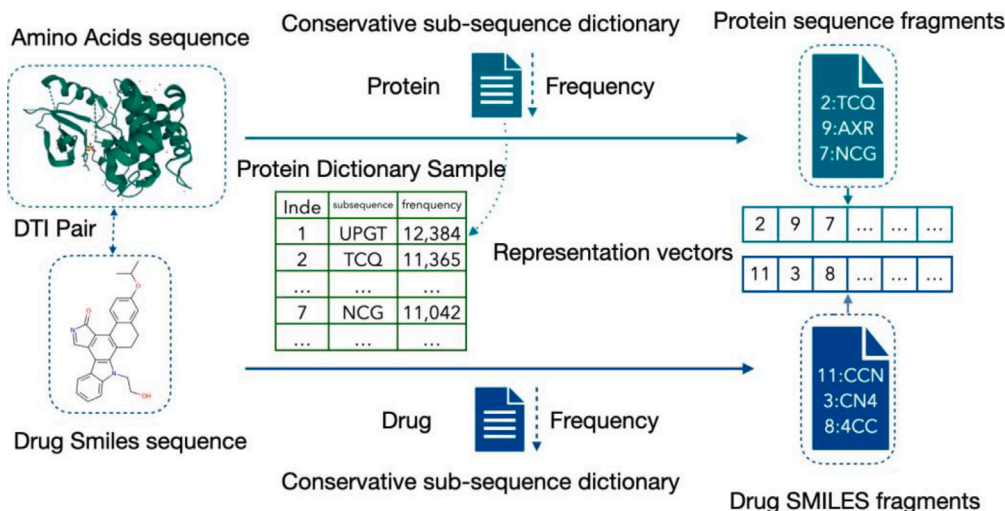 Conservative sub-sequence dictionary
Protein sequence fragments
Amino Acids sequence
Protein
Frequency
2:TCQ
9:AXR
7:NCG
Protein Dictionary Sample
Inde subsequence frenquency
1 UPGT 12,384
2 TCQ 11,365
... ... ...
7 NCG 11,042
... ... ...
DTI Pair
Representation vectors
2 9 7 ... ... ...
11 3 8 ... ... ...
O
O
N
N
OH
11:CCN
3:CN4
8:4CC
Drug
Frequency
Drug Smiles sequence
Conservative sub-sequence dictionary
Drug SMILES fragments